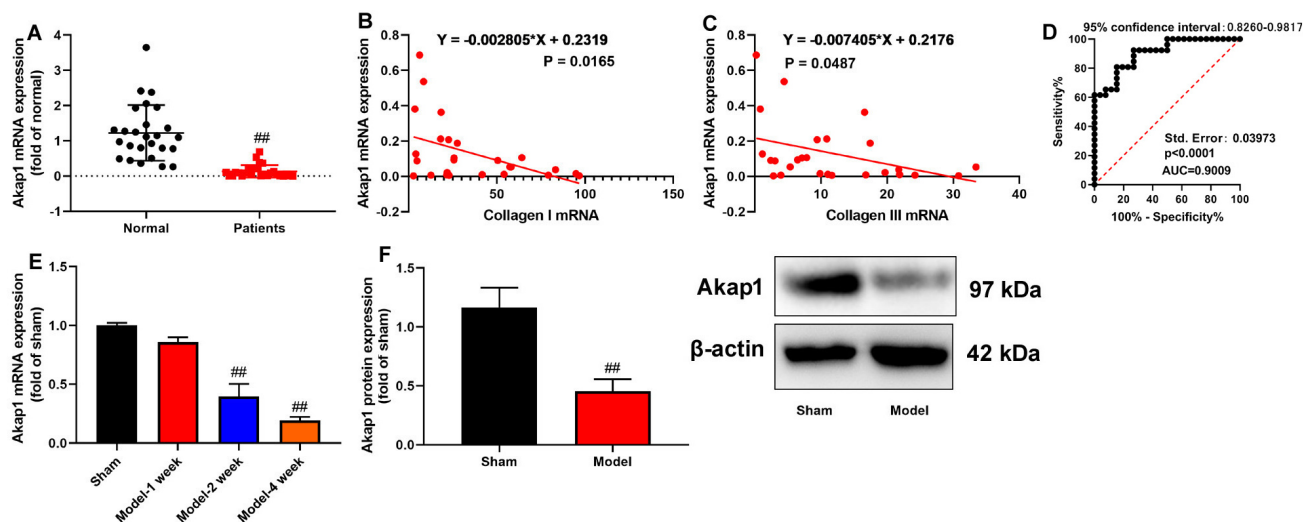 A
Akap1 mRNA expression
(fold of normal)
4
3
2
1
0
-1
##
Normal
Patients
B
Y = -0.002805*X + 0.2319
P = 0.0165
Akap1 mRNA expression
0.8
0.6
0.4
0.2
0.0
-0.2
50
100
150
Collagen I mRNA
C
Y = -0.007405*X + 0.2176
P = 0.0487
Akap1 mRNA expression
0.8
0.6
0.4
0.2
0.0
-0.2
10
20
30
40
Collagen III mRNA
D
95% confidence interval: 0.8260-0.9817
Sensitivity%
100
80
60
40
20
0
Std. Error: 0.03973
p<0.0001
AUC=0.9009
0 20 40 60 80 100
100% - Specificity%
E
Akap1 mRNA expression
(fold of sham)
1.5
1.0
0.5
0.0
##
##
Sham
Model-1 week
Model-2 week
Model-4 week
F
Akap1 protein expression
(fold of sham)
1.5
1.0
0.5
0.0
##
Sham
Model
Akap1
97 kDa
β-actin
42 kDa
Sham
Model